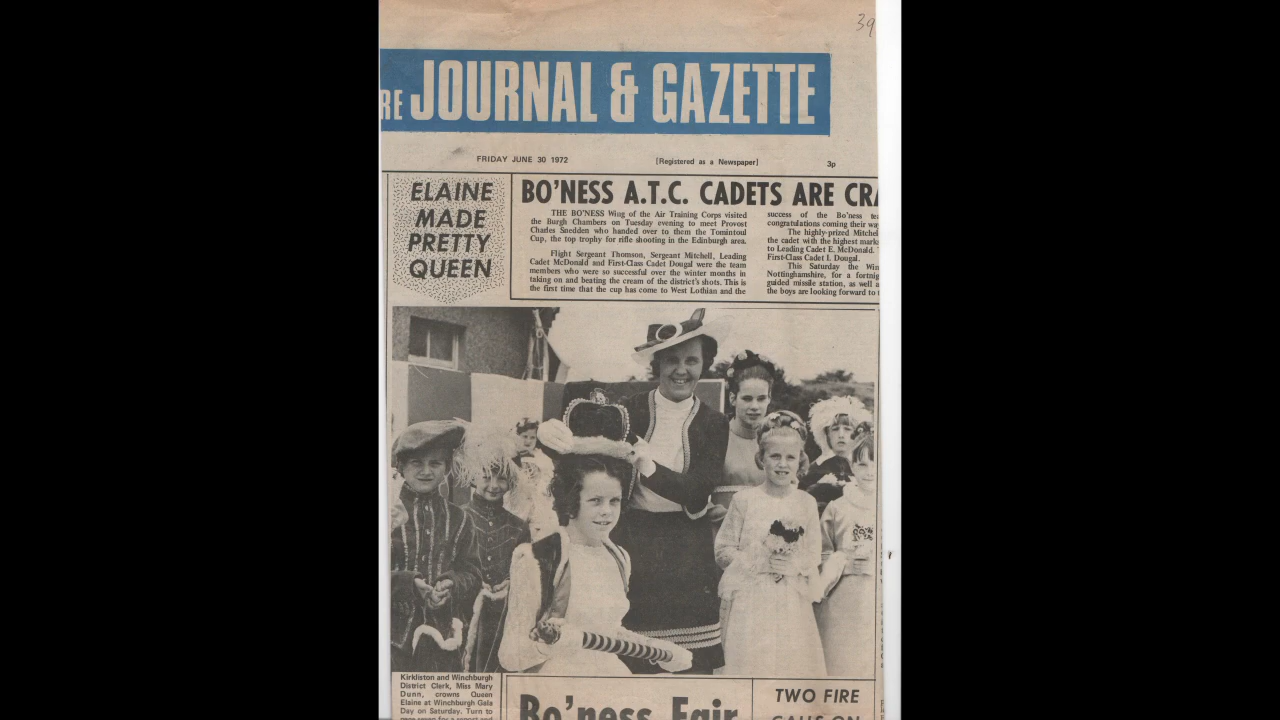 39
RE JOURNAL & GAZETTE
FRIDAY JUNE 30 1972
[Registered as a Newspaper]
3p
ELAINE
MADE
PRETTY
QUEEN
BO'NESS A.T.C. CADETS ARE CRA
THE BO'NESS Wing of the Air Training Corps visited
the Burgh Chambers on Tuesday evening to meet Provost
Charles Snedden who handed over to them the Tomintoul
Cup, the top trophy for rifle shooting in the Edinburgh area.
Flight Sergeant Thomson, Sergeant Mitchell, Leading
Cadet McDonald and First-Class Cadet Dougal were the team
members who were so successful over the winter months in
taking on and beating the cream of the district's shots. This is
the first time that the cup has come to West Lothian and the
success of the Bo'ness tea
congratulations coming their way
The highly-prized Mitchel
the cadet with the highest mark
to Leading Cadet E. McDonald.
First-Class Cadet I. Dougal.
This Saturday the Win
Nottinghamshire, for a fortnig
guided missile station, as well a
the boys are looking forward to
Kirkliston and Winchburgh
District Clerk, Miss Mary
Dunn, crowns Queen
Elaine at Winchburgh Gala
Day on Saturday. Turn to
Bo'ness Fair
TWO FIRE
CALLS ON